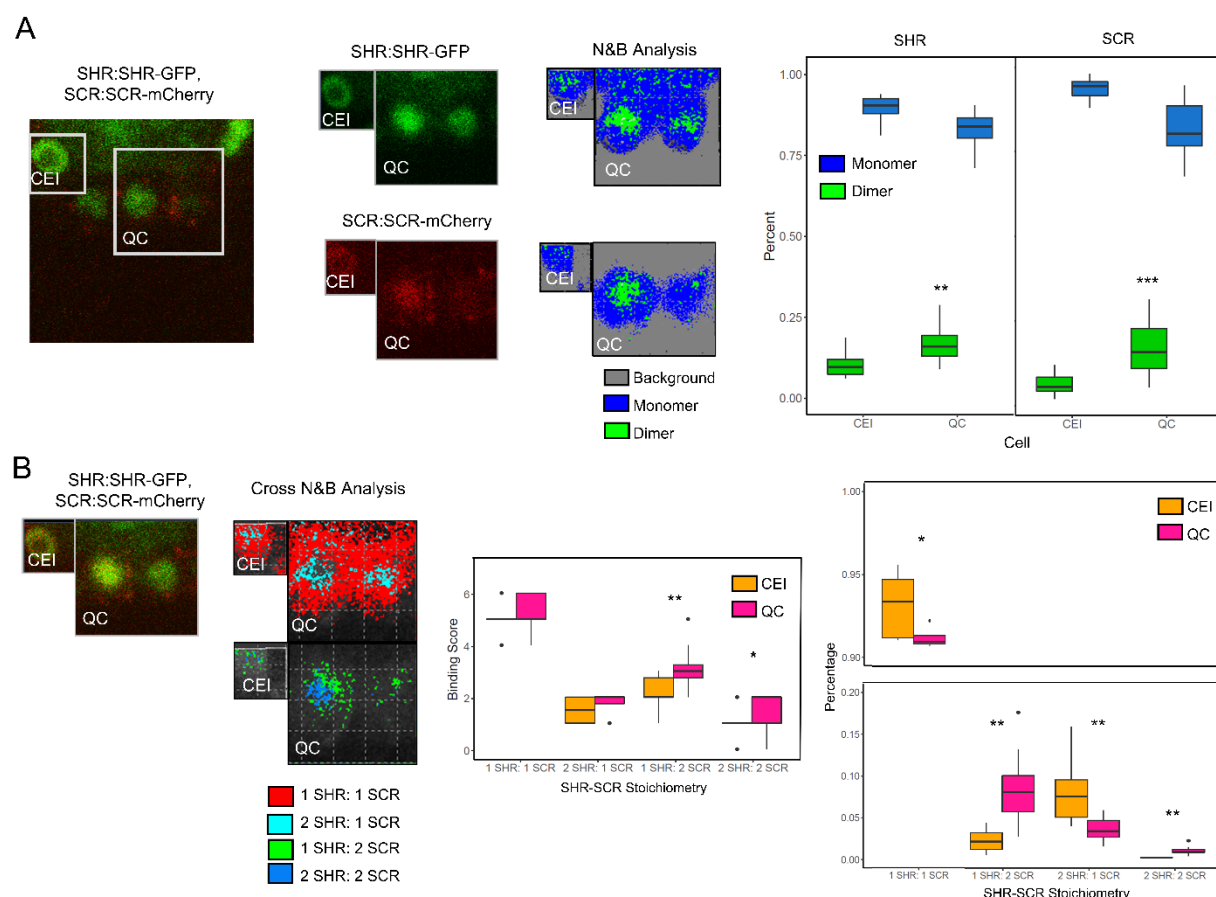 A
SHR:SHR-GFP,
SCR:SCR-mCherry
CEI
QC
SHR:SHR-GFP
CEI
QC
SCR:SCR-mCherry
CEI
QC
N&B Analysis
QC
CEI
QC
Background
Monomer
Dimer
SHR
SCR
1.00
0.75
0.50
0.25
0.00
Percent
Monomer
Dimer
**
***
CEI
QC
CEI
QC
Cell
B
SHR:SHR-GFP,
SCR:SCR-mCherry
CEI
QC
Cross N&B Analysis
CEI
QC
CEI
QC
1 SHR: 1 SCR
2 SHR: 1 SCR
1 SHR: 2 SCR
2 SHR: 2 SCR
Binding Score
6
4
2
0
CEI
QC
**
*
1 SHR: 1 SCR
2 SHR: 1 SCR
1 SHR: 2 SCR
2 SHR: 2 SCR
SHR-SCR Stoichiometry
Percentage
1.00
0.95
0.90
CEI
QC
*
0.20
0.15
0.10
0.05
0.00
**
**
**
1 SHR: 1 SCR
1 SHR: 2 SCR
2 SHR: 1 SCR
2 SHR: 2 SCR
SHR-SCR Stoichiometry